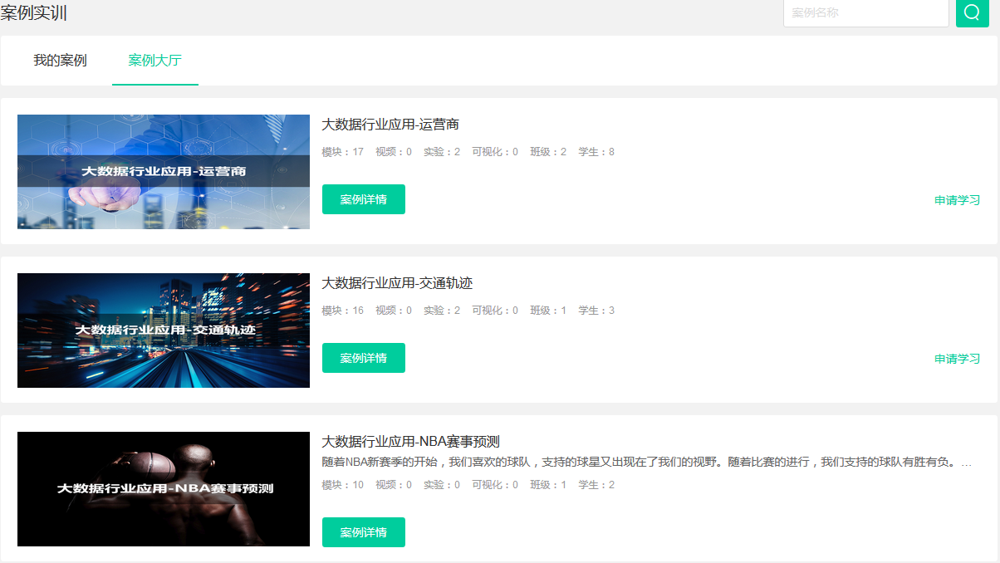 案例实训
案例名称
我的案例 案例大厅
大数据行业应用-运营商
大数据行业应用-运营商
模块：17 视频：0 实验：2 可视化：0 班级：2 学生：8
案例详情
申请学习
大数据行业应用-交通轨迹
大数据行业应用-交通轨迹
模块：16 视频：0 实验：2 可视化：0 班级：1 学生：3
案例详情
申请学习
大数据行业应用-NBA赛事预测
大数据行业应用-NBA赛事预测
随着NBA新赛季的开始，我们喜欢的球队，支持的球星又出现在了我们的视野。随着比赛的进行，我们支持的球队有胜有负。...
模块：10 视频：0 实验：0 可视化：0 班级：1 学生：2
案例详情